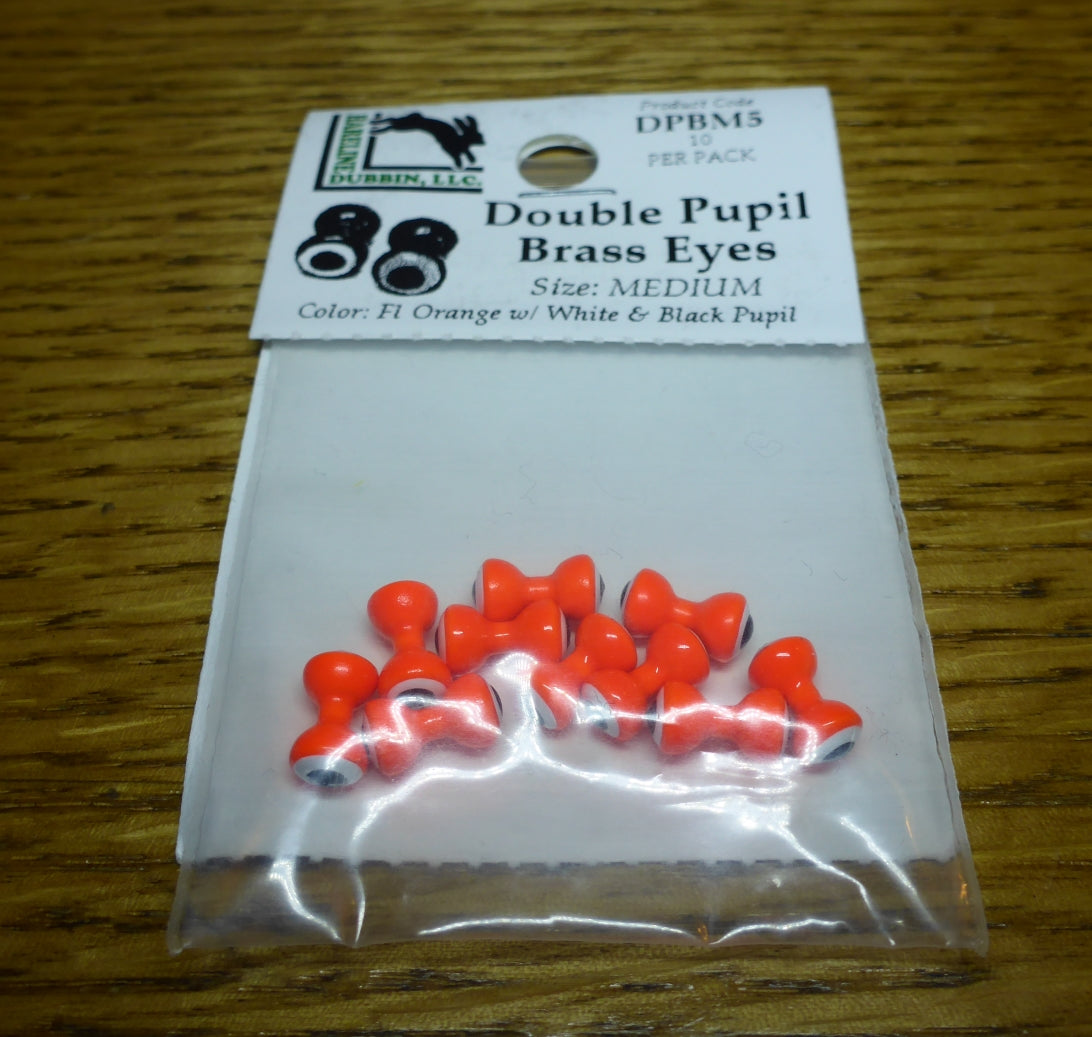 HARELINE
DUBBIN, LLC.
Product Code
DPBM5
10
PER PACK
Double Pupil
Brass Eyes
Size: MEDIUM
Color: Fl Orange w/ White & Black Pupil